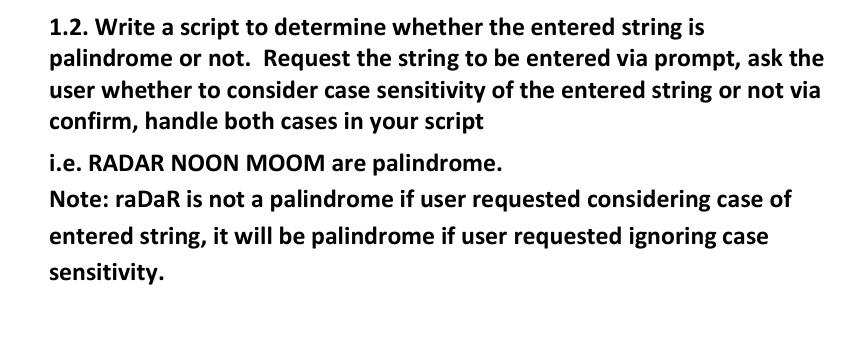 1.2. Write a script to determine whether the entered string is
palindrome or not.  Request the string to be entered via prompt, ask the
user whether to consider case sensitivity of the entered string or not via
confirm, handle both cases in your script
i.e. RADAR NOON MOOM are palindrome.
Note: raDaR is not a palindrome if user requested considering case of
entered string, it will be palindrome if user requested ignoring case
sensitivity.